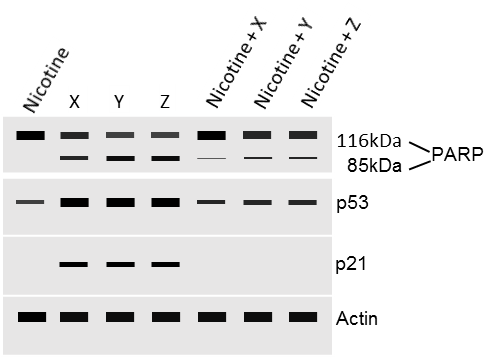 Nicotine
X
Y
Z
Nicotine+X
Nicotine+Y
Nicotine+Z
116kDa
85kDa
PARP
p53
p21
Actin